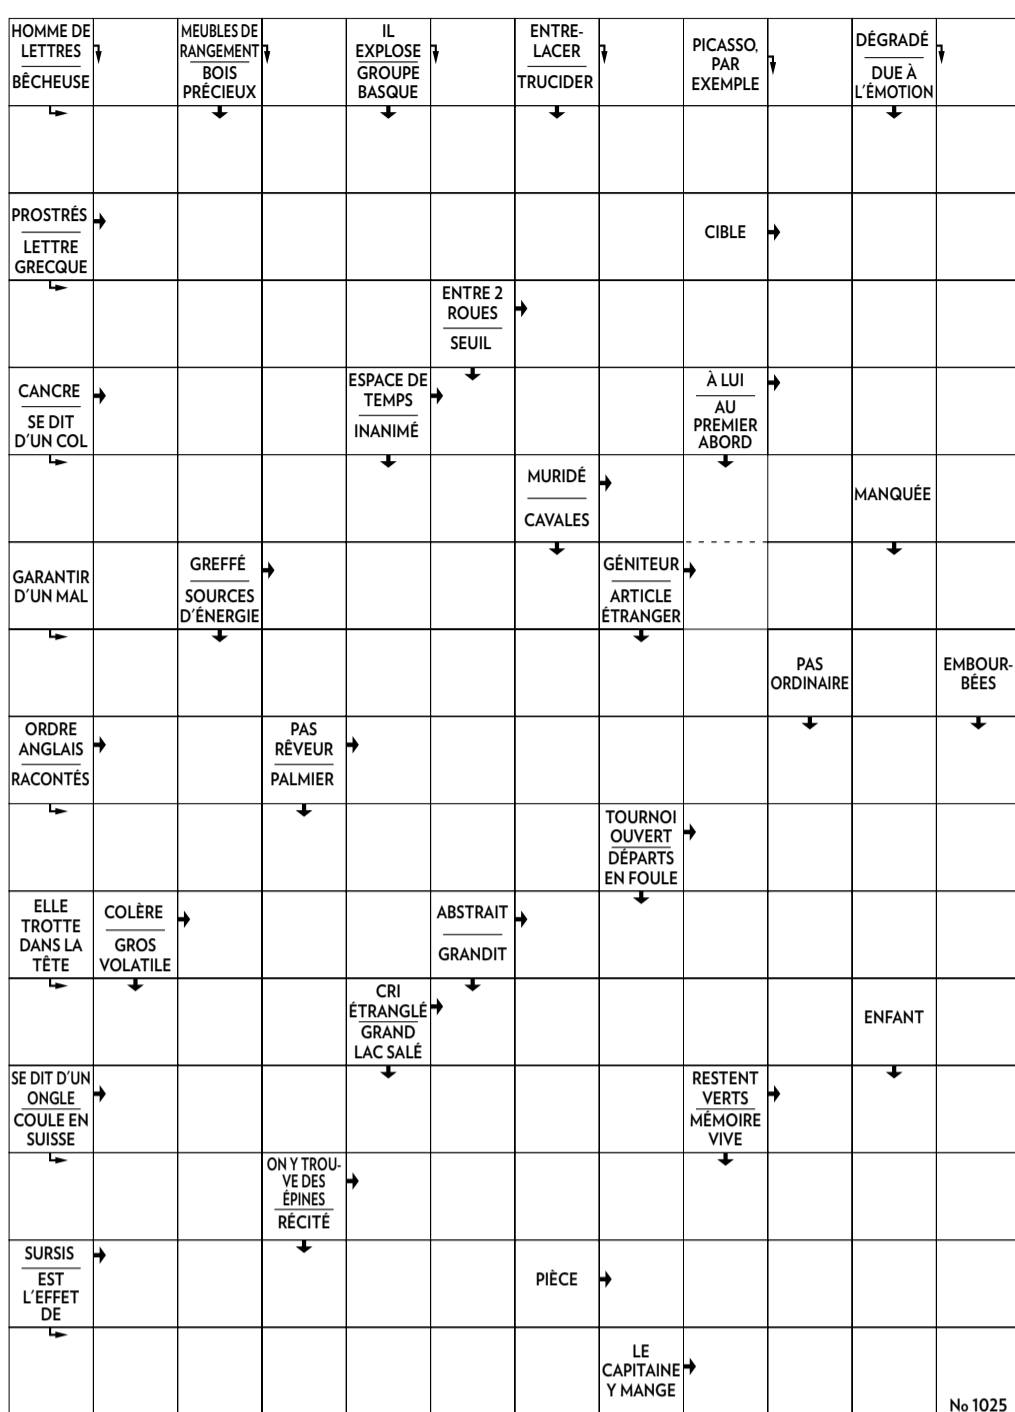 HOMME DE
LETTRES
BÊCHEUSE
MEUBLES DE
RANGEMENT
BOIS
PRÉCIEUX
IL
EXPLOSE
GROUPE
BASQUE
ENTRE-
LACER
TRUCIDER
PICASSO,
PAR
EXEMPLE
DÉGRADÉ
DUE À
L'ÉMOTION
PROSTRÉS
LETTRE
GRECQUE
CIBLE
ENTRE 2
ROUES
SEUIL
CANCRE
SE DIT
D'UN COL
ESPACE DE
TEMPS
INANIMÉ
À LUI
AU
PREMIER
ABORD
MURIDÉ
CAVALES
MANQUÉE
GARANTIR
D'UN MAL
GREFFÉ
SOURCES
D'ÉNERGIE
GÉNITEUR
ARTICLE
ÉTRANGER
PAS
ORDINAIRE
EMBOUR-
BÉES
ORDRE
ANGLAIS
RACONTÉS
PAS
RÊVEUR
PALMIER
TOURNOI
OUVERT
DÉPARTS
EN FOULE
ELLE
TROTTE
DANS LA
TÊTE
COLÈRE
GROS
VOLATILE
ABSTRAIT
GRANDIT
CRI
ÉTRANGLÉ
GRAND
LAC SALÉ
ENFANT
SE DIT D'UN
ONGLE
COULE EN
SUISSE
RESTENT
VERTS
MÉMOIRE
VIVE
ON Y TROU-
VE DES
ÉPINES
RÉCITÉ
SURSIS
EST
L'EFFET
DE
PIÈCE
LE
CAPITAINE
Y MANGE
No 1025